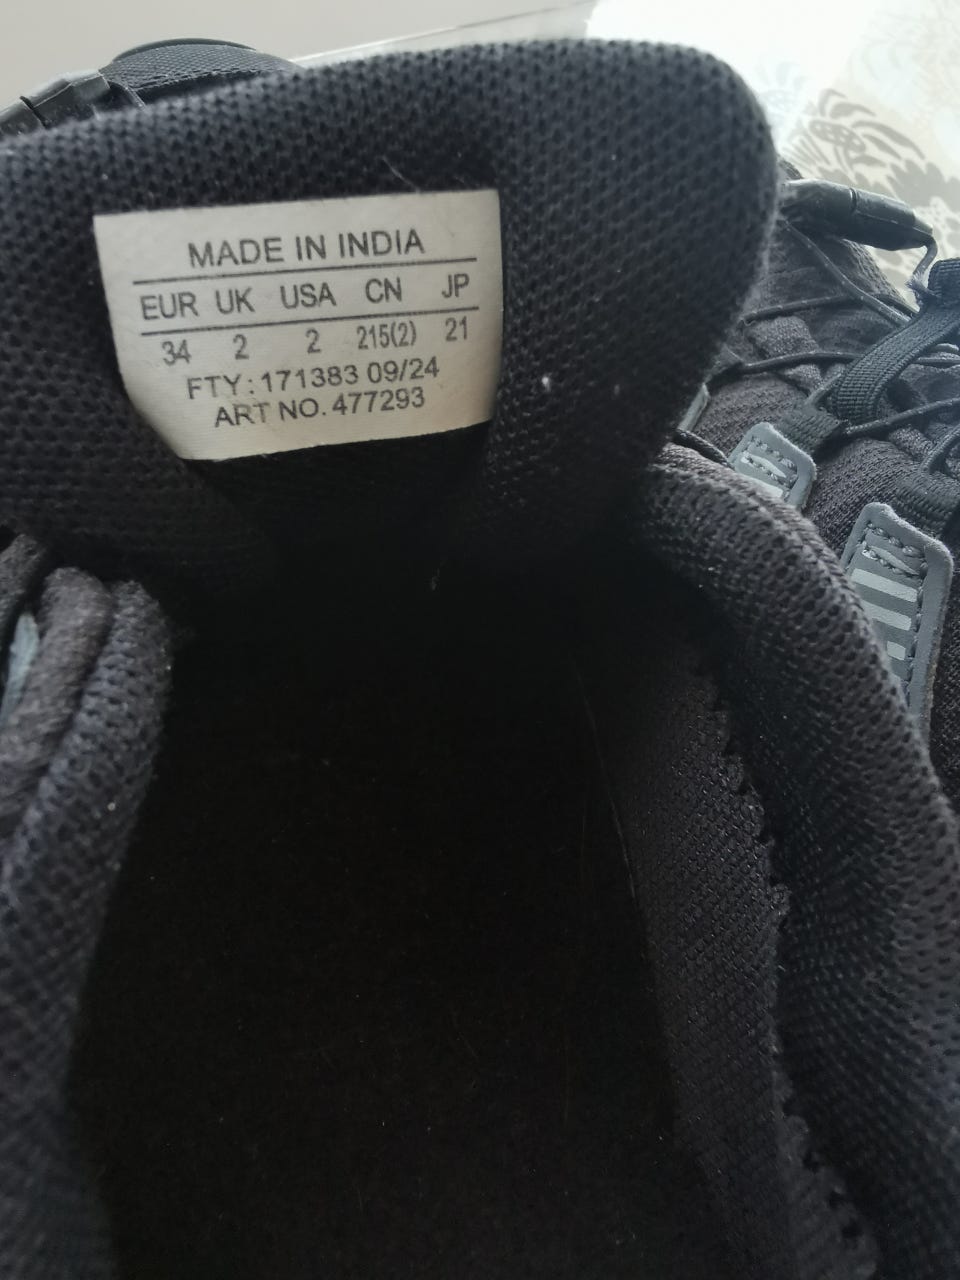 MADE IN INDIA
EUR UK USA CN JP
34 2 2 215(2) 21
FTY: 171383 09/24
ART NO. 477293